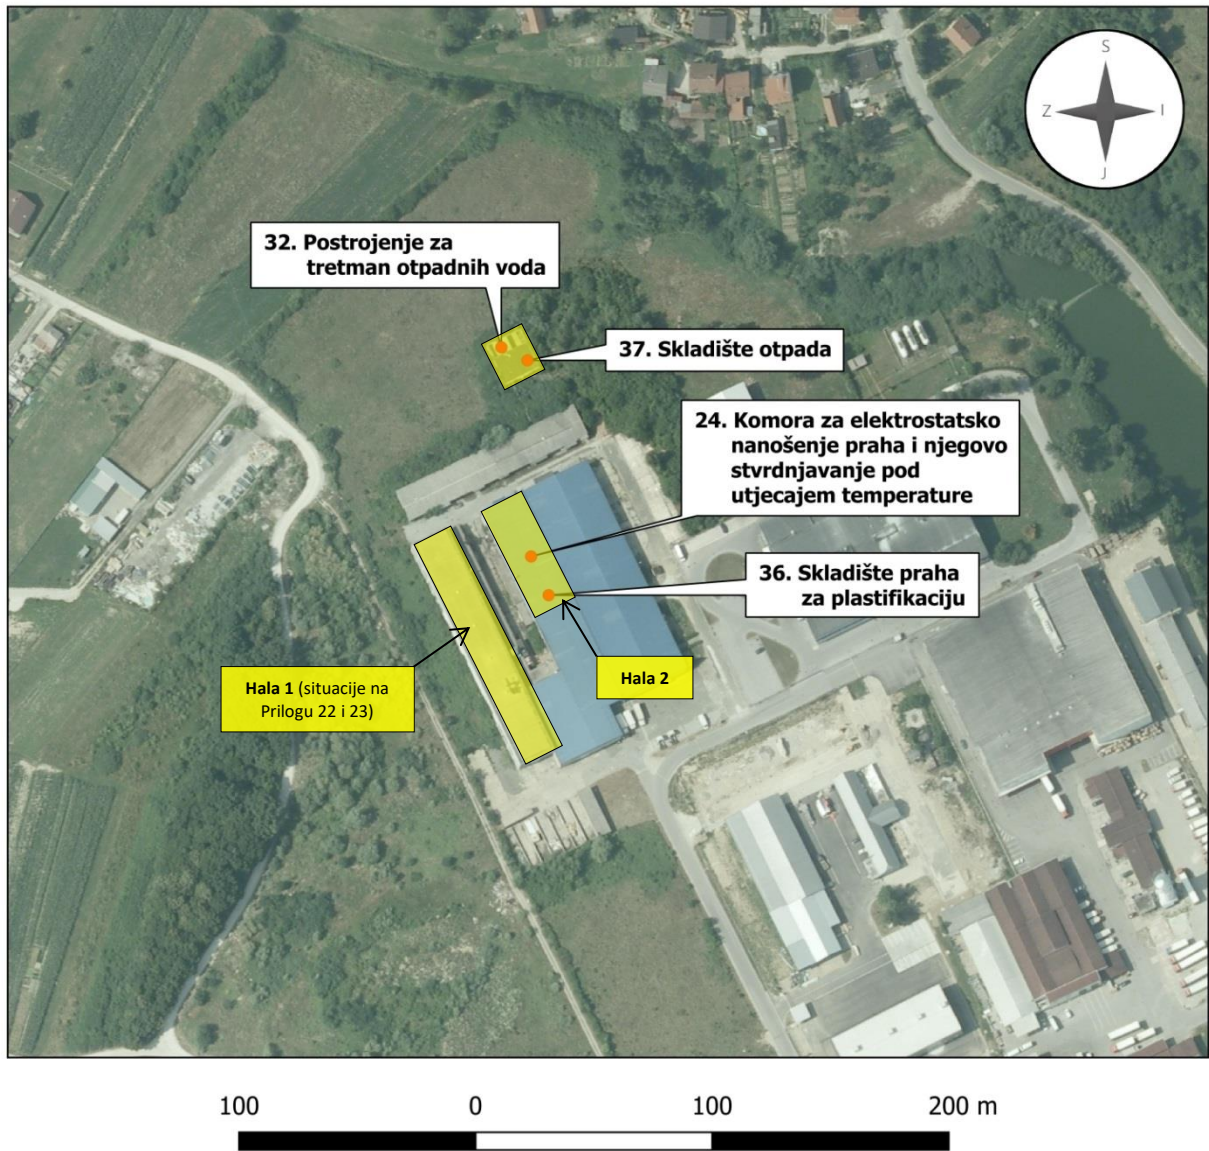 S
Z I
J
32. Postrojenje za
tretman otpadnih voda
37. Skladište otpada
24. Komora za elektrostatsko
nanošenje praha i njegovo
stvrdnjavanje pod
utjecajem temperature
36. Skladište praha
za plastifikaciju
Hala 1 (situacije na
Prilogu 22 i 23)
Hala 2
100 0 100 200 m